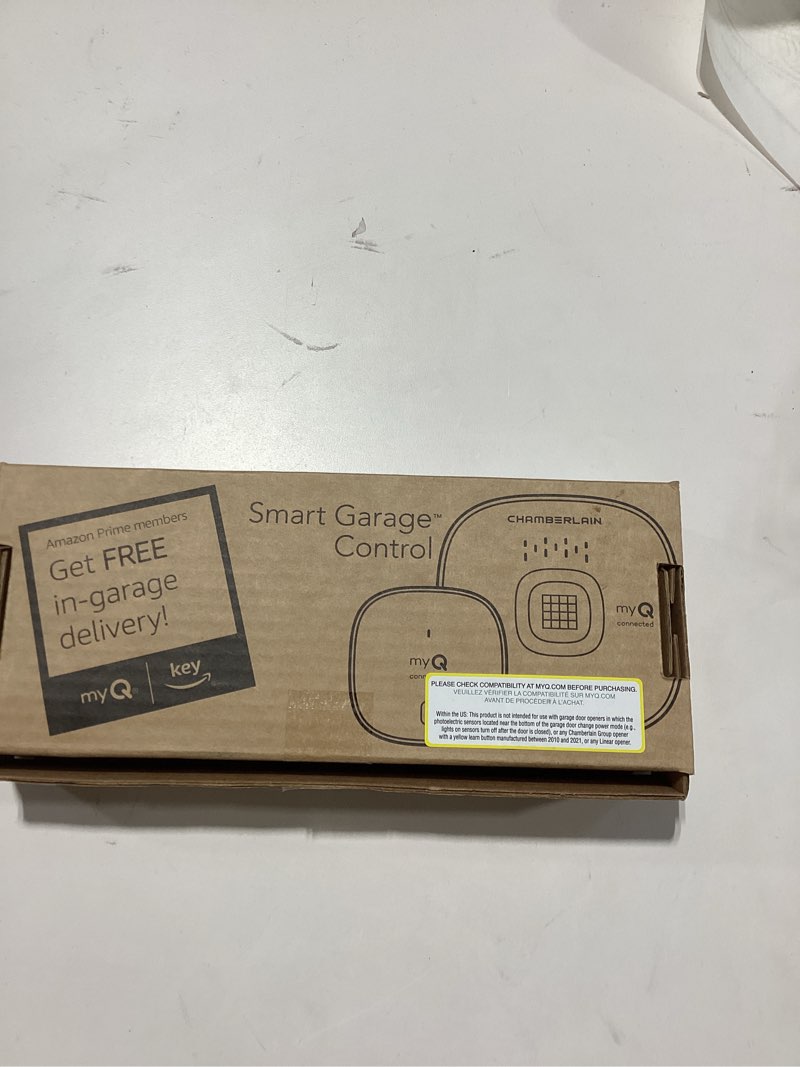 Amazon Prime members
Get FREE
in-garage
delivery!
myQ
key
Smart Garage™
Control
CHAMBERLAIN
myQ
connected
myQ
PLEASE CHECK COMPATIBILITY AT MYQ.COM BEFORE PURCHASING.
VEUILLEZ VÉRIFIER LA COMPATIBILITÉ SUR MYQ.COM
AVANT DE PROCÉDER À L'ACHAT.
Within the US: This product is not intended for use with garage door openers in which the
photoelectric sensors located near the bottom of the garage door change power mode (e.g.,
lights on sensors turn off after the door is closed), or any Chamberlain Group opener
with a yellow learn button manufactured between 2010 and 2021, or any Linear opener.